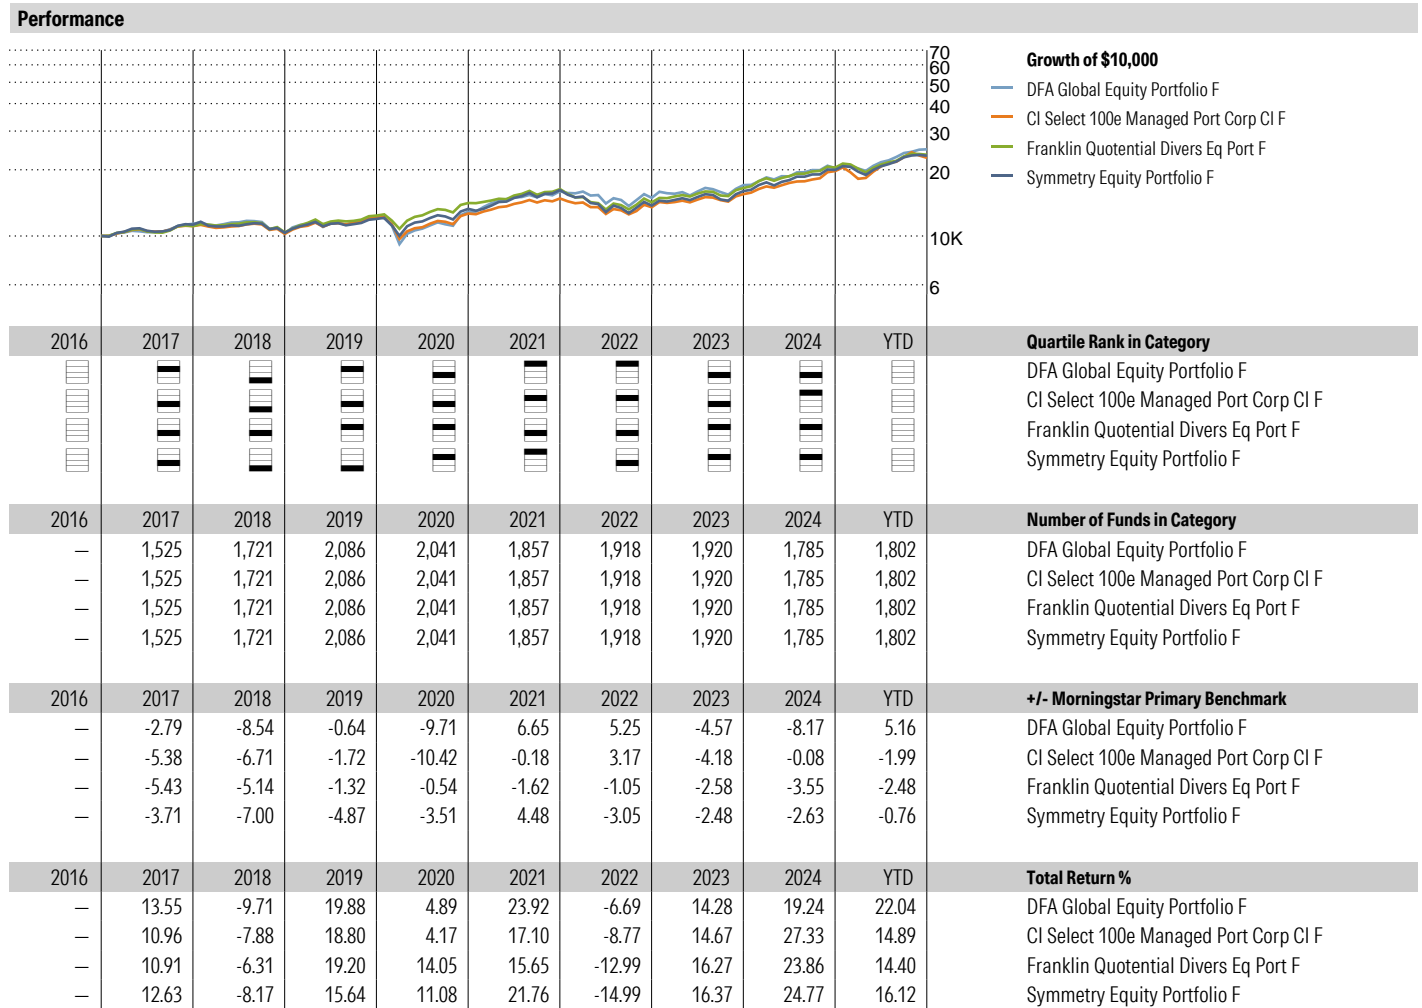 Performance
70
60
50
40
30
20
10K
6
Growth of $10,000
DFA Global Equity Portfolio F
CI Select 100e Managed Port Corp Cl F
Franklin Quotential Divers Eq Port F
Symmetry Equity Portfolio F
2016 2017 2018 2019 2020 2021 2022 2023 2024 YTD Quartile Rank in Category
DFA Global Equity Portfolio F
CI Select 100e Managed Port Corp Cl F
Franklin Quotential Divers Eq Port F
Symmetry Equity Portfolio F
2016 2017 2018 2019 2020 2021 2022 2023 2024 YTD Number of Funds in Category
— 1,525 1,721 2,086 2,041 1,857 1,918 1,920 1,785 1,802 DFA Global Equity Portfolio F
— 1,525 1,721 2,086 2,041 1,857 1,918 1,920 1,785 1,802 CI Select 100e Managed Port Corp Cl F
— 1,525 1,721 2,086 2,041 1,857 1,918 1,920 1,785 1,802 Franklin Quotential Divers Eq Port F
— 1,525 1,721 2,086 2,041 1,857 1,918 1,920 1,785 1,802 Symmetry Equity Portfolio F
2016 2017 2018 2019 2020 2021 2022 2023 2024 YTD +/- Morningstar Primary Benchmark
— -2.79 -8.54 -0.64 -9.71 6.65 5.25 -4.57 -8.17 5.16 DFA Global Equity Portfolio F
— -5.38 -6.71 -1.72 -10.42 -0.18 3.17 -4.18 -0.08 -1.99 CI Select 100e Managed Port Corp Cl F
— -5.43 -5.14 -1.32 -0.54 -1.62 -1.05 -2.58 -3.55 -2.48 Franklin Quotential Divers Eq Port F
— -3.71 -7.00 -4.87 -3.51 4.48 -3.05 -2.48 -2.63 -0.76 Symmetry Equity Portfolio F
2016 2017 2018 2019 2020 2021 2022 2023 2024 YTD Total Return %
— 13.55 -9.71 19.88 4.89 23.92 -6.69 14.28 19.24 22.04 DFA Global Equity Portfolio F
— 10.96 -7.88 18.80 4.17 17.10 -8.77 14.67 27.33 14.89 CI Select 100e Managed Port Corp Cl F
— 10.91 -6.31 19.20 14.05 15.65 -12.99 16.27 23.86 14.40 Franklin Quotential Divers Eq Port F
— 12.63 -8.17 15.64 11.08 21.76 -14.99 16.37 24.77 16.12 Symmetry Equity Portfolio F